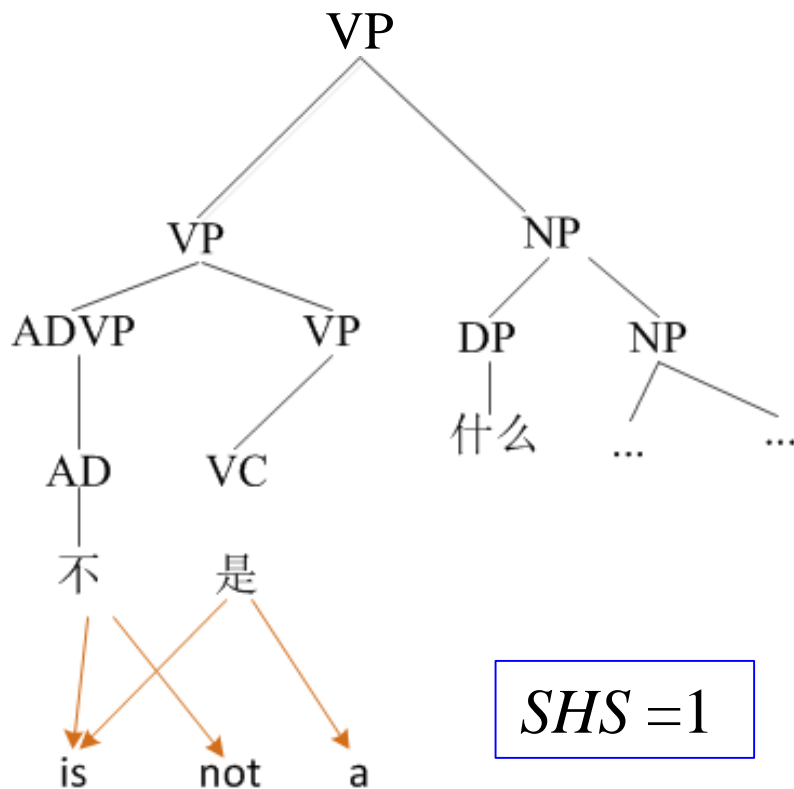 VP
VP NP
ADVP VP DP NP
什么 ... ...
AD VC
不 是
SHS =1
is not a